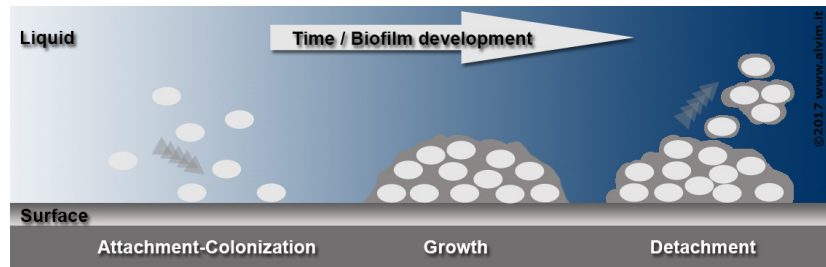 Liquid
Time / Biofilm development
©2017 www.alvim.it
Surface
Attachment-Colonization
Growth
Detachment